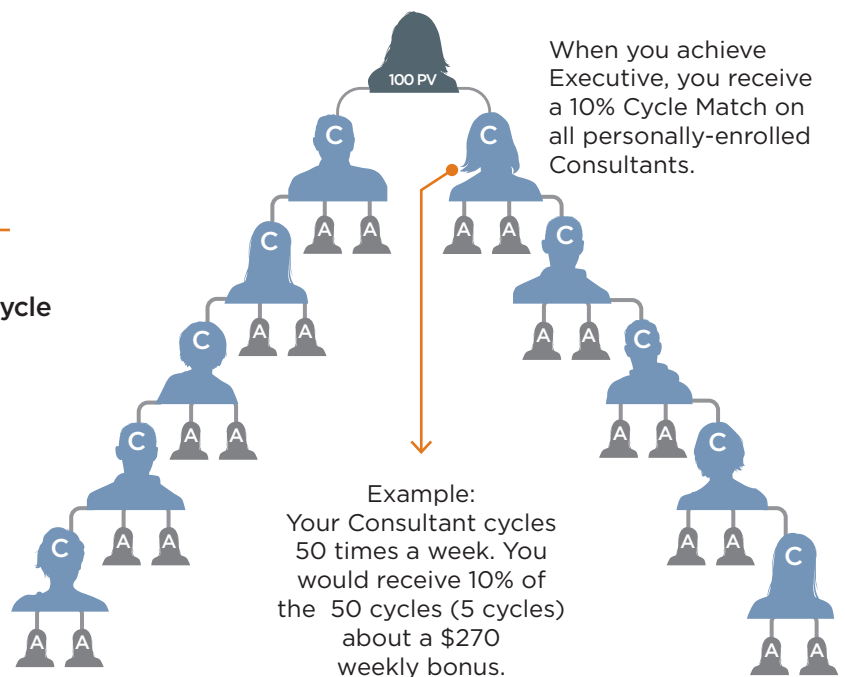 100 PV
When you achieve
Executive, you receive
a 10% Cycle Match on
all personally-enrolled
Consultants.
C
C
A A
A A
C
C
ycle
A A
A A
C
C
A A
A A
C
C
A A
A A
C
C
A A
A A
Example:
Your Consultant cycles
50 times a week. You
would receive 10% of
the 50 cycles (5 cycles)
about a $270
weekly bonus.